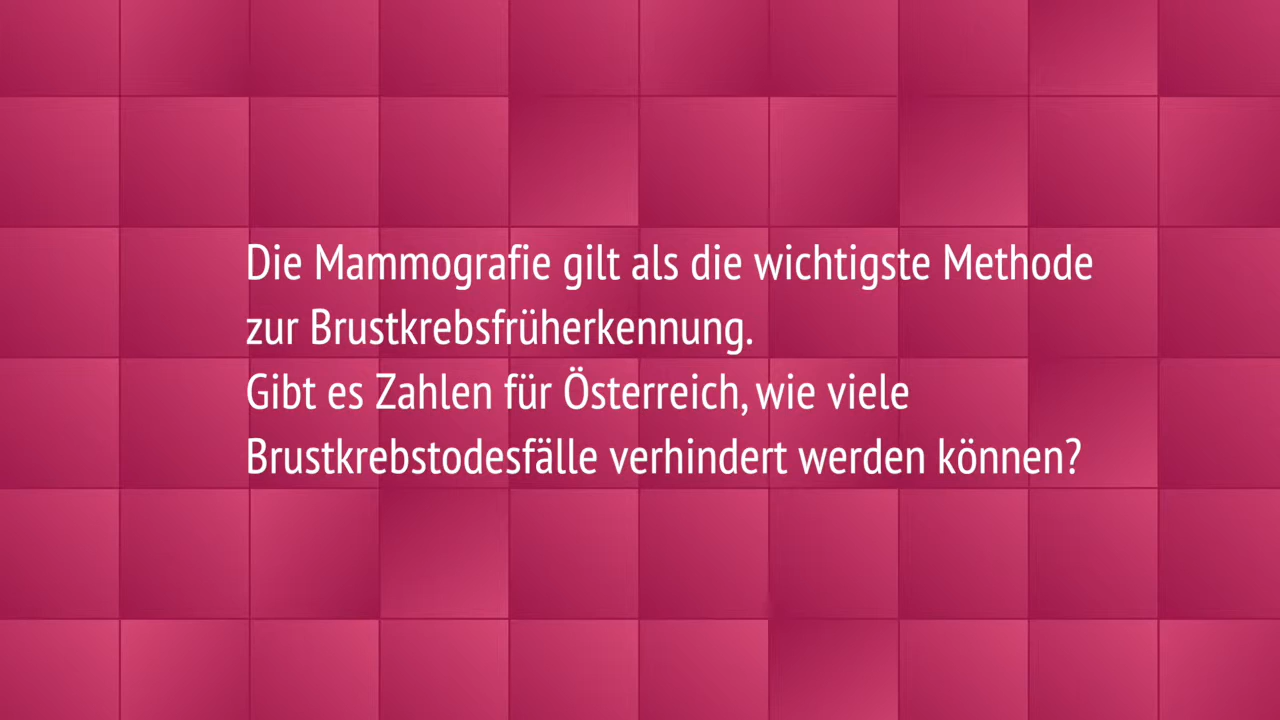 Die Mammografie gilt als die wichtigste Methode
zur Brustkrebsfrüherkennung.
Gibt es Zahlen für Österreich, wie viele
Brustkrebstodesfälle verhindert werden können?